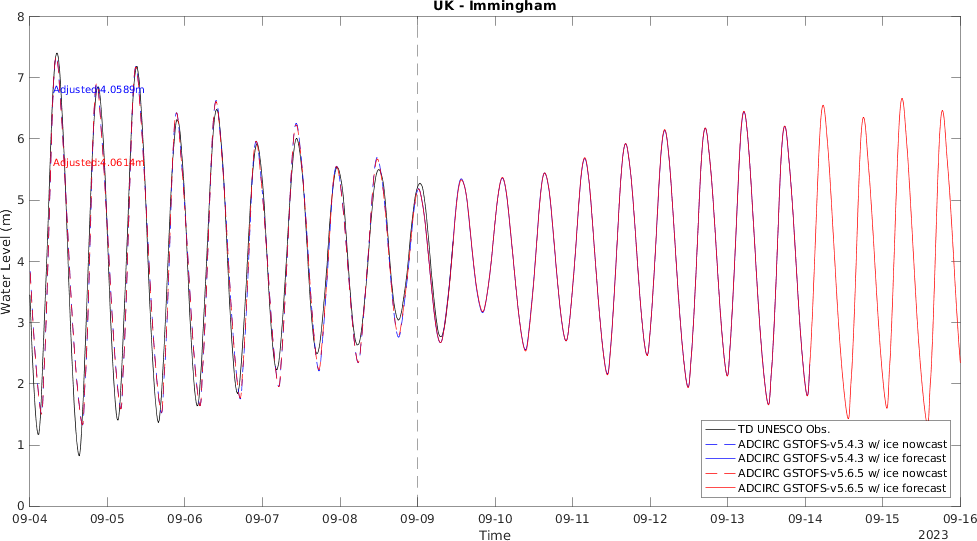 UK - Immingham
8
7
6
5
4
3
2
1
0
Water Level (m)
Adjusted:4.0589m
Adjusted:4.0614m
TD UNESCO Obs.
ADCIRC GSTOFS-v5.4.3 w/ ice nowcast
ADCIRC GSTOFS-v5.4.3 w/ ice forecast
ADCIRC GSTOFS-v5.6.5 w/ ice nowcast
ADCIRC GSTOFS-v5.6.5 w/ ice forecast
09-04 09-05 09-06 09-07 09-08 09-09 09-10 09-11 09-12 09-13 09-14 09-15 09-16
Time
2023